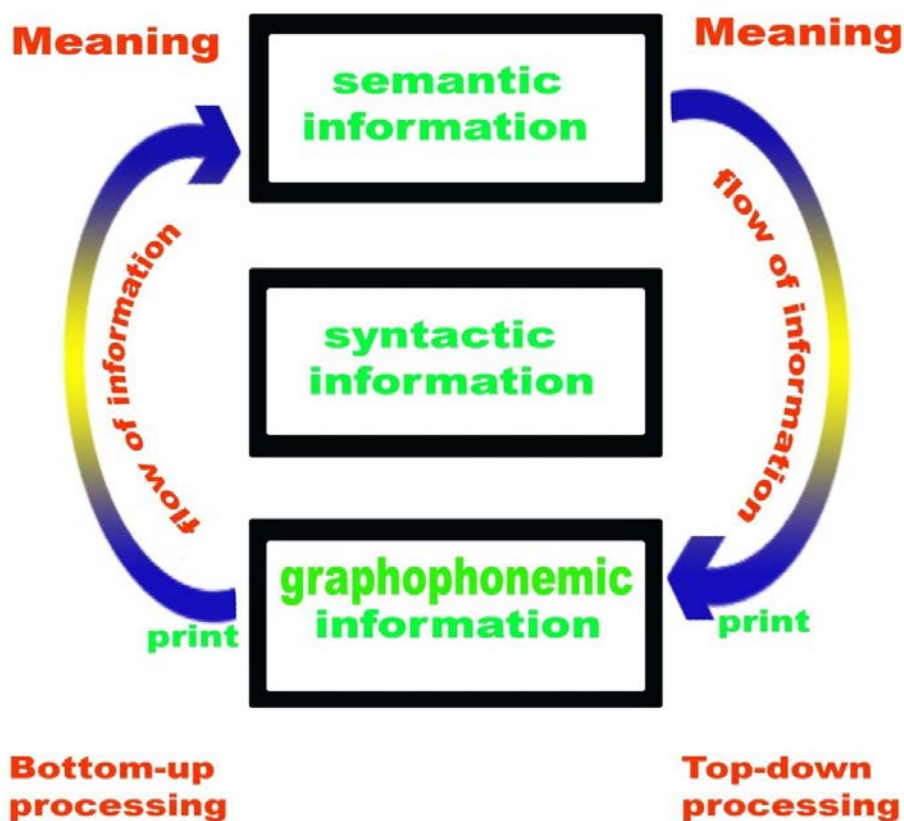 Meaning
Meaning
semantic
information
flow of information
flow of information
syntactic
information
graphophonemic
information
print
print
Bottom-up
processing
Top-down
processing